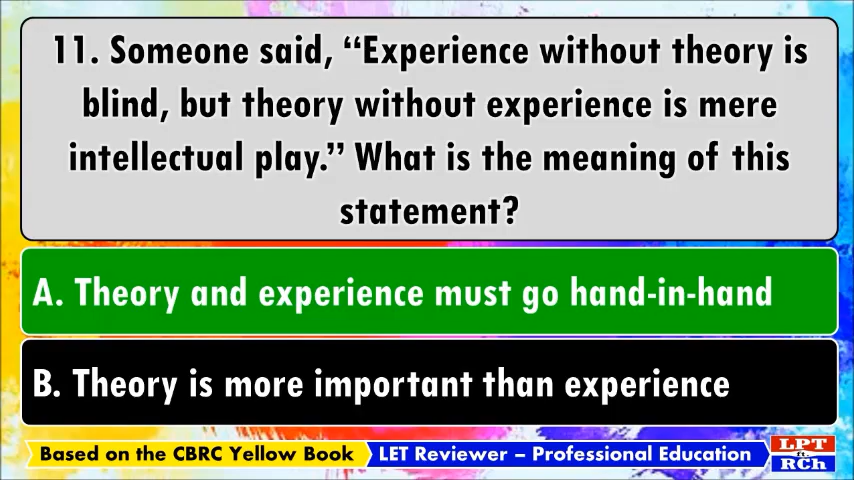 11. Someone said, “Experience without theory is
blind, but theory without experience is mere
intellectual play.” What is the meaning of this
statement?
A. Theory and experience must go hand-in-hand
B. Theory is more important than experience
Based on the CBRC Yellow Book
LET Reviewer – Professional Education
LPT
ft.
RCh